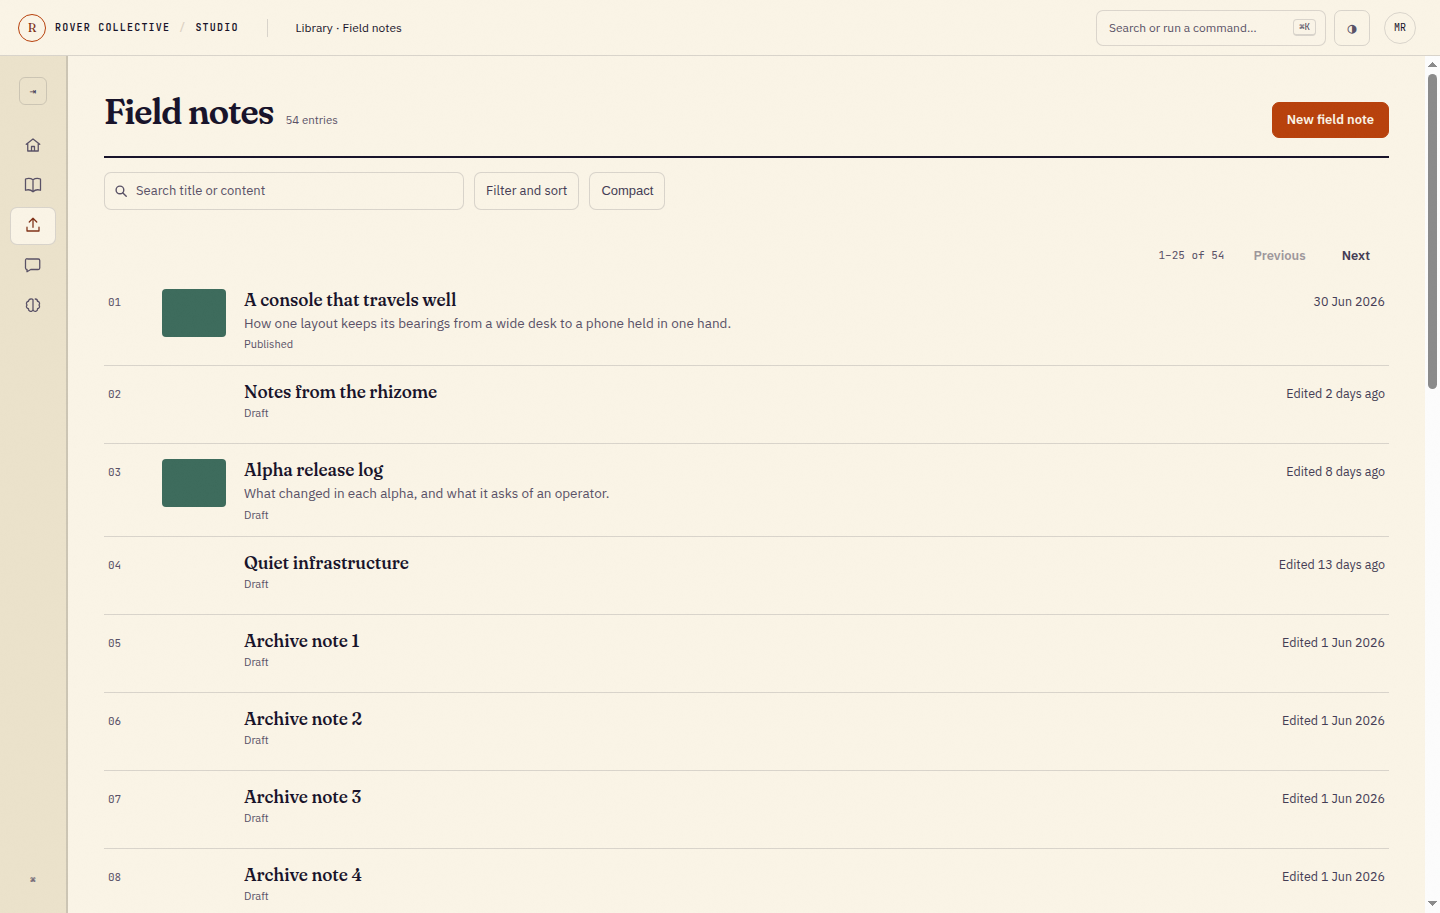 R ROVER COLLECTIVE / STUDIO Library · Field notes Search or run a command... ⌘K MR
Field notes 54 entries New field note
Search title or content Filter and sort Compact
1–25 of 54 Previous Next
01 A console that travels well 30 Jun 2026
How one layout keeps its bearings from a wide desk to a phone held in one hand.
Published
02 Notes from the rhizome Edited 2 days ago
Draft
03 Alpha release log Edited 8 days ago
What changed in each alpha, and what it asks of an operator.
Draft
04 Quiet infrastructure Edited 13 days ago
Draft
05 Archive note 1 Edited 1 Jun 2026
Draft
06 Archive note 2 Edited 1 Jun 2026
Draft
07 Archive note 3 Edited 1 Jun 2026
Draft
08 Archive note 4 Edited 1 Jun 2026
Draft
⌘